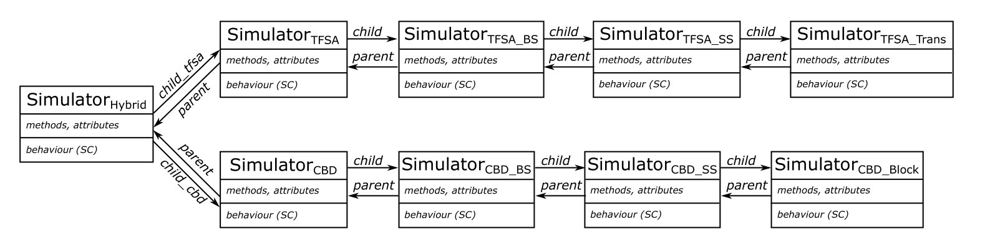 Simulator_Hybrid
methods, attributes
behaviour (SC)
child_tfsa
parent
parent
child_cbd
Simulator_TFSA
methods, attributes
behaviour (SC)
child
parent
Simulator_TFSA_BS
methods, attributes
behaviour (SC)
child
parent
Simulator_TFSA_SS
methods, attributes
behaviour (SC)
child
parent
Simulator_TFSA_Trans
methods, attributes
behaviour (SC)
Simulator_CBD
methods, attributes
behaviour (SC)
child
parent
Simulator_CBD_BS
methods, attributes
behaviour (SC)
child
parent
Simulator_CBD_SS
methods, attributes
behaviour (SC)
child
parent
Simulator_CBD_Block
methods, attributes
behaviour (SC)